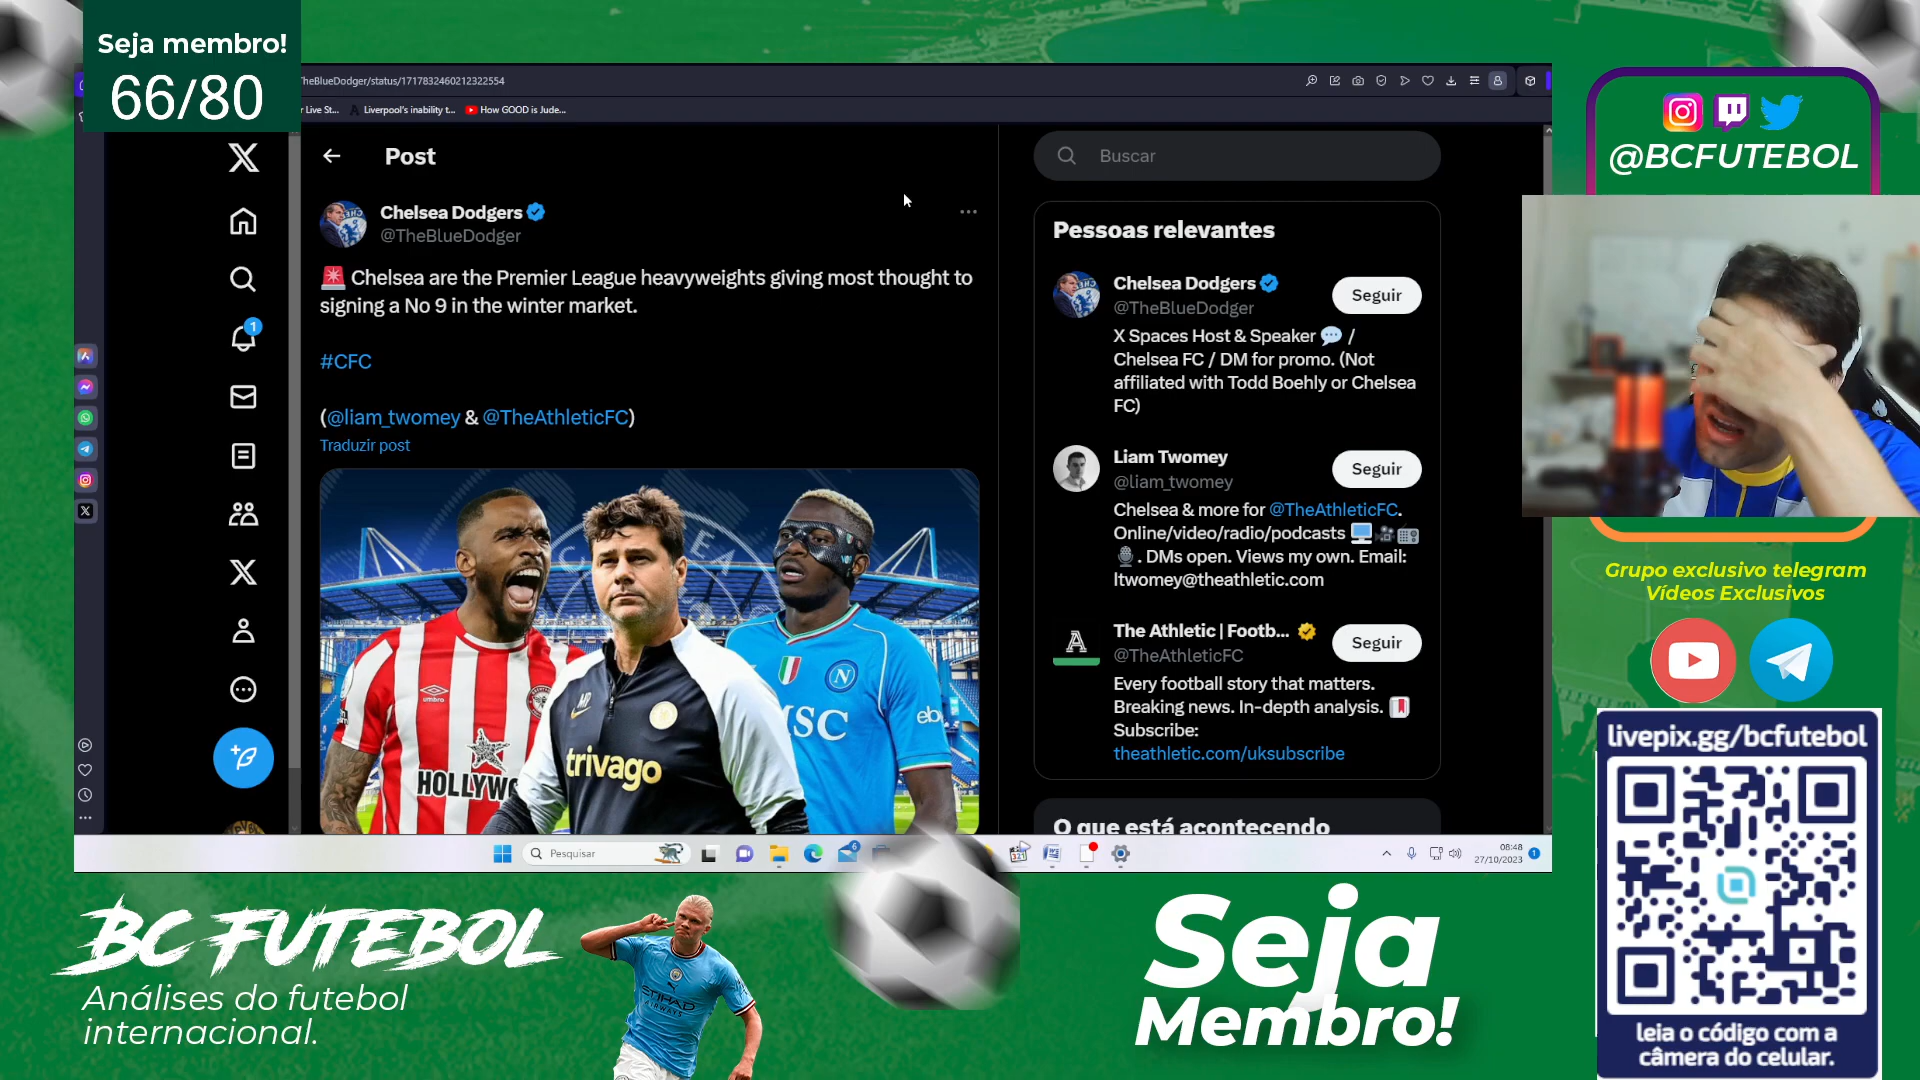 Seja membro!
66/80
TheBlueDodger/status/1717832460212322554
r Live St...
Liverpool's inability t...
How GOOD is Jude...
Post
Chelsea Dodgers
@TheBlueDodger
Chelsea are the Premier League heavyweights giving most thought to
signing a No 9 in the winter market.
#CFC
(@liam_twomey & @TheAthleticFC)
Traduzir post
HOLLYW
trivago
MSC
eb
Buscar
Pessoas relevantes
Chelsea Dodgers
@TheBlueDodger
Seguir
X Spaces Host & Speaker 💬 /
Chelsea FC / DM for promo. (Not
affiliated with Todd Boehly or Chelsea
FC)
Liam Twomey
@liam_twomey
Seguir
Chelsea & more for @TheAthleticFC.
Online/video/radio/podcasts
. DMs open. Views my own. Email:
ltwomey@theathletic.com
The Athletic | Footb...
@TheAthleticFC
Seguir
Every football story that matters.
Breaking news. In-depth analysis.
Subscribe:
theathletic.com/uksubscribe
O que está acontecendo
Pesquisar
08:48
27/10/2023
@BCFUTEBOL
Grupo exclusivo telegram
Vídeos Exclusivos
livepix.gg/bcfutebol
leia o código com a
câmera do celular.
BC FUTEBOL
Análises do futebol
internacional.
ETIHAD
Seja
Membro!